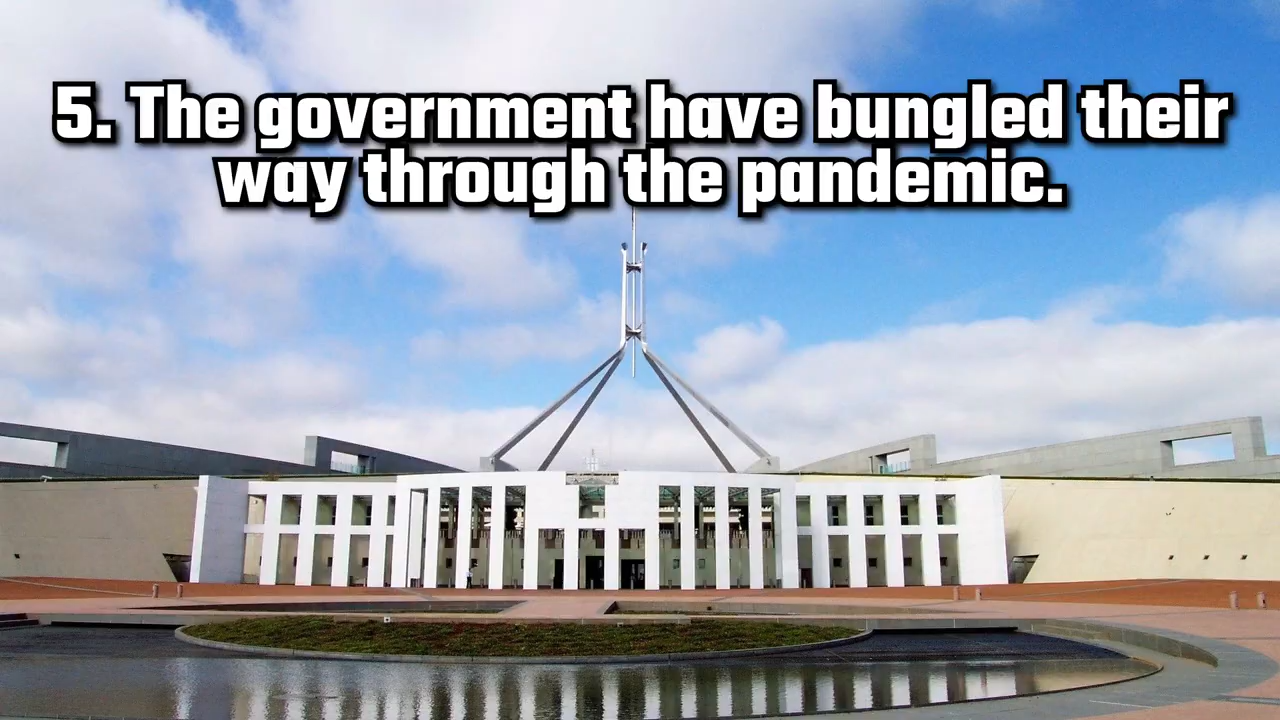 5. The government have bungled their
way through the pandemic.